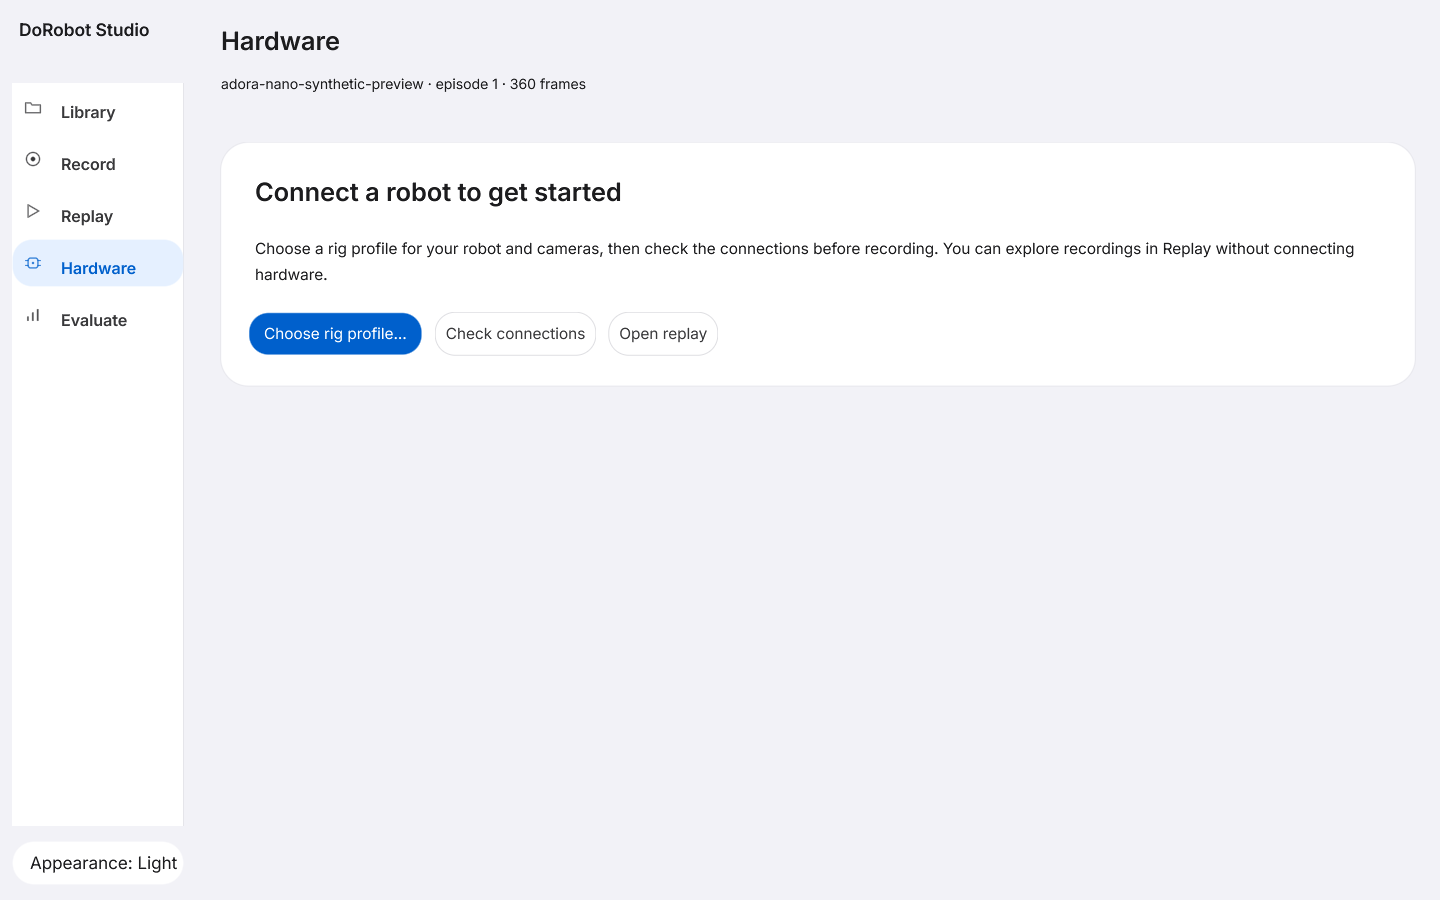 DoRobot Studio
Library
Record
Replay
Hardware
Evaluate
Appearance: Light
Hardware
adora-nano-synthetic-preview · episode 1 · 360 frames
Connect a robot to get started
Choose a rig profile for your robot and cameras, then check the connections before recording. You can explore recordings in Replay without connecting
hardware.
Choose rig profile...
Check connections
Open replay